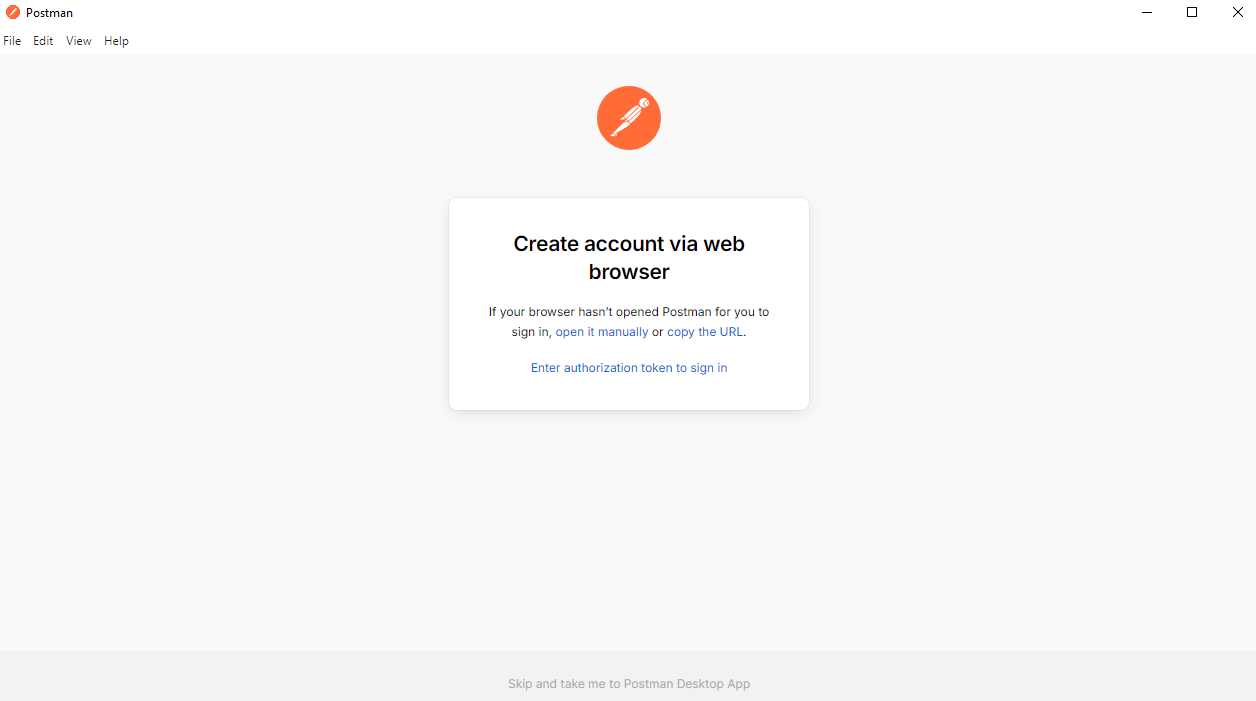 Postman
File Edit View Help
Create account via web
browser
If your browser hasn’t opened Postman for you to
sign in, open it manually or copy the URL.
Enter authorization token to sign in
Skip and take me to Postman Desktop App